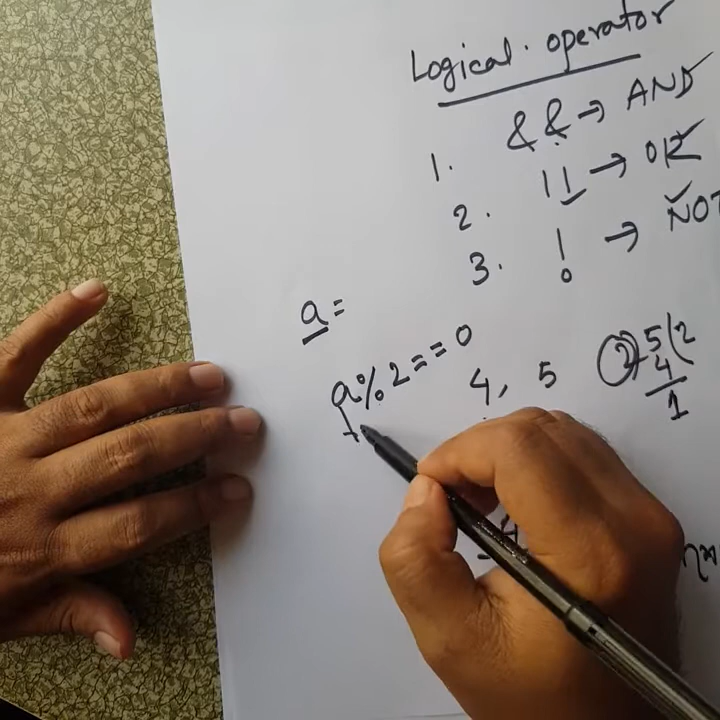 Logical. operator
1. && → AND
2. || → OR
3. ! → NOT
a=
a%2==0
4, 5
2) 5 (2
4
1